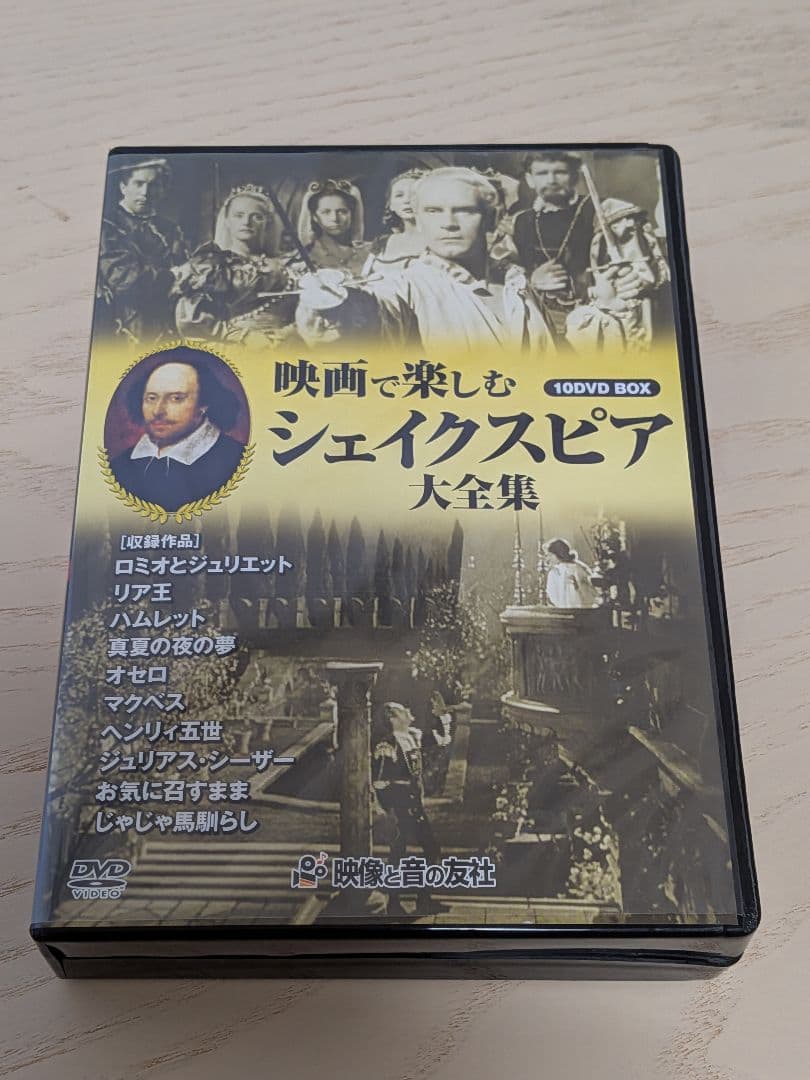 映画で楽しむ 10DVD BOX
シェイクスピア
大全集
[収録作品]
ロミオとジュリエット
リア王
ハムレット
真夏の夜の夢
オセロ
マクベス
ヘンリィ五世
ジュリアス・シーザー
お気に召すまま
じゃじゃ馬馴らし
DVD
VIDEO
映像と音の友社